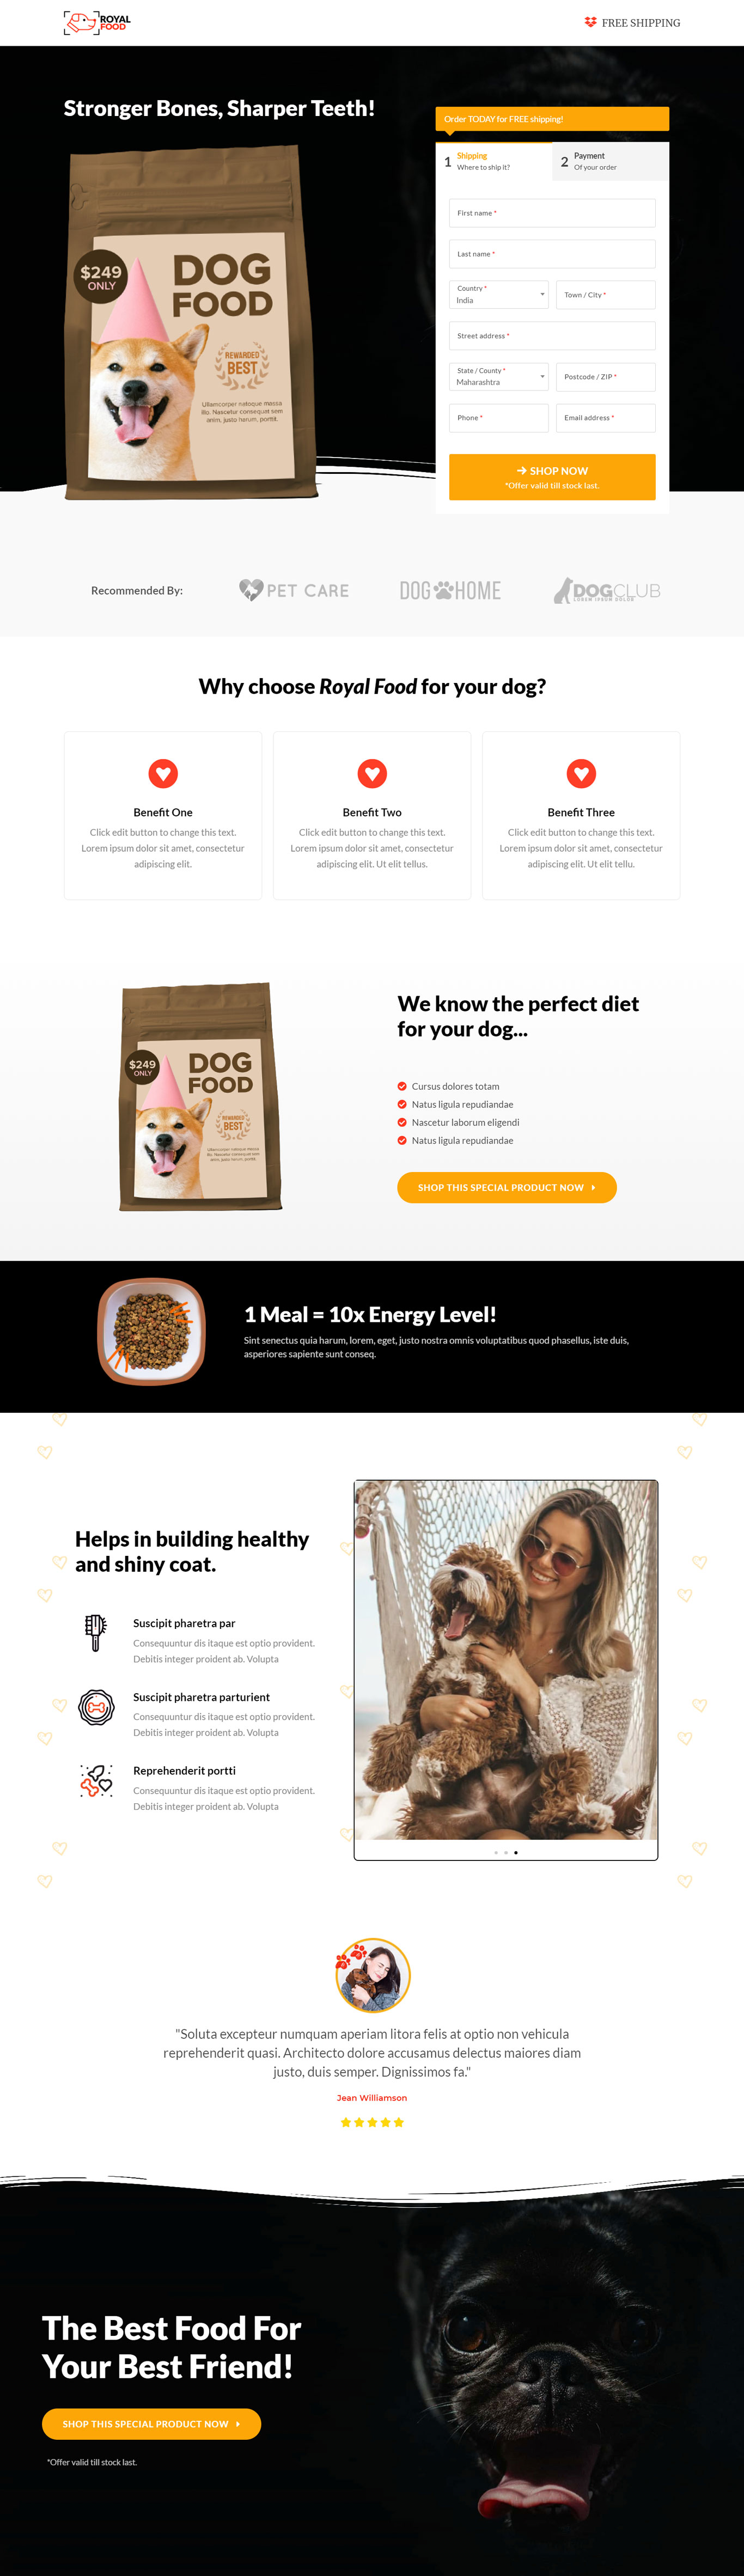 ROYAL
FOOD
FREE SHIPPING
Stronger Bones, Sharper Teeth!
$249
ONLY
DOG
FOOD
REWARDED
BEST
Ullamcorper natoque massa
illo. Nascetur consequat sem
anim, justo harum, porttit.
Order TODAY for FREE shipping!
1
Shipping
Where to ship it?
2
Payment
Of your order
First name *
Last name *
Country *
India
Town / City *
Street address *
State / County *
Maharashtra
Postcode / ZIP *
Phone *
Email address *
SHOP NOW
*Offer valid till stock last.
Recommended By:
PET CARE
DOG HOME
DOGCLUB
LOREM IPSUM DOLOR
Why choose Royal Food for your dog?
Benefit One
Click edit button to change this text.
Lorem ipsum dolor sit amet, consectetur
adipiscing elit.
Benefit Two
Click edit button to change this text.
Lorem ipsum dolor sit amet, consectetur
adipiscing elit. Ut elit tellus.
Benefit Three
Click edit button to change this text.
Lorem ipsum dolor sit amet, consectetur
adipiscing elit. Ut elit tellu.
$249
ONLY
DOG
FOOD
REWARDED
BEST
Ullamcorper natoque massa
illo. Nascetur consequat sem
anim, justo harum, porttit.
We know the perfect diet
for your dog...
Cursus dolores totam
Natus ligula repudiandae
Nascetur laborum eligendi
Natus ligula repudiandae
SHOP THIS SPECIAL PRODUCT NOW
1 Meal = 10x Energy Level!
Sint senectus quia harum, lorem, eget, justo nostra omnis voluptatibus quod phasellus, iste duis,
asperiores sapiente sunt conseq.
Helps in building healthy
and shiny coat.
Suscipit pharetra par
Consequuntur dis itaque est optio provident.
Debitis integer proident ab. Volupta
Suscipit pharetra parturient
Consequuntur dis itaque est optio provident.
Debitis integer proident ab. Volupta
Reprehenderit portti
Consequuntur dis itaque est optio provident.
Debitis integer proident ab. Volupta
"Soluta excepteur numquam aperiam litora felis at optio non vehicula
reprehenderit quasi. Architecto dolore accusamus delectus maiores diam
justo, duis semper. Dignissimos fa."
Jean Williamson
The Best Food For
Your Best Friend!
SHOP THIS SPECIAL PRODUCT NOW
*Offer valid till stock last.